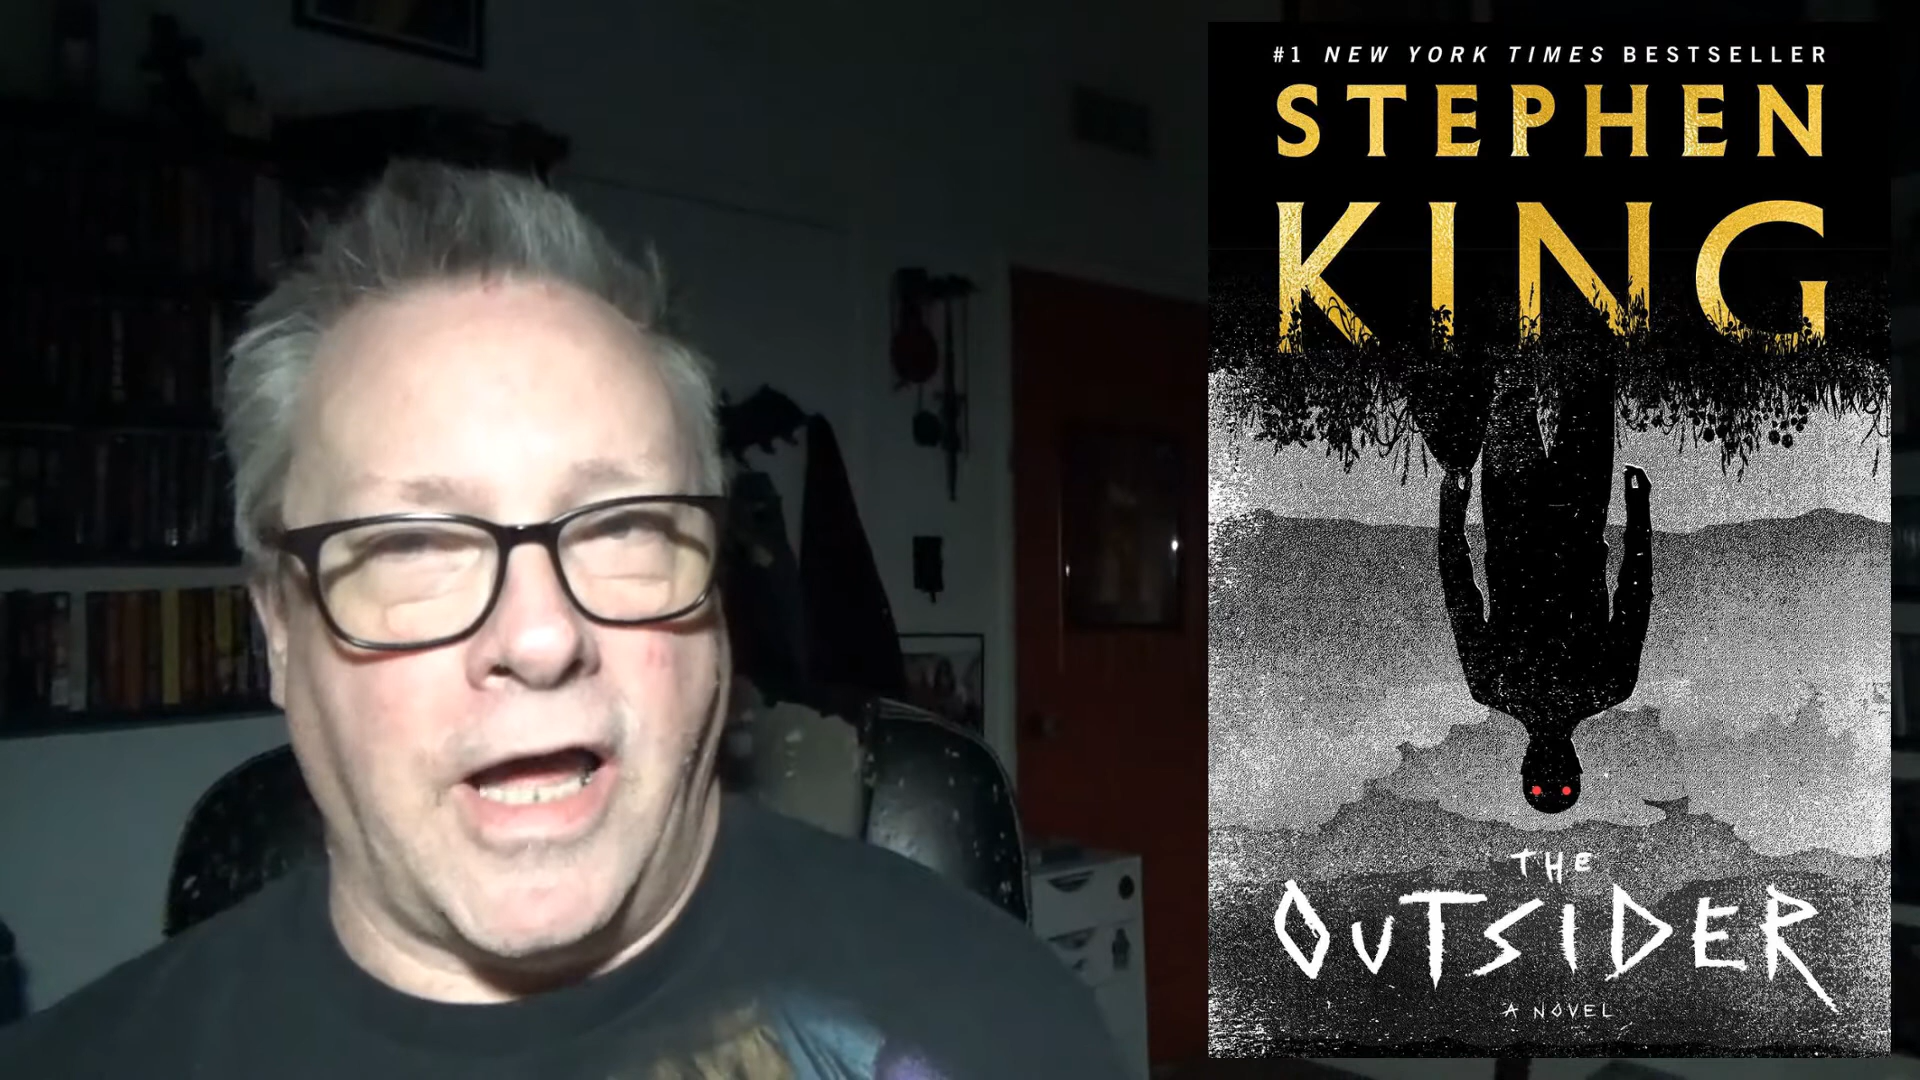 #1 NEW YORK TIMES BESTSELLER
STEPHEN
KING
THE
OUTSIDER
A NOVEL